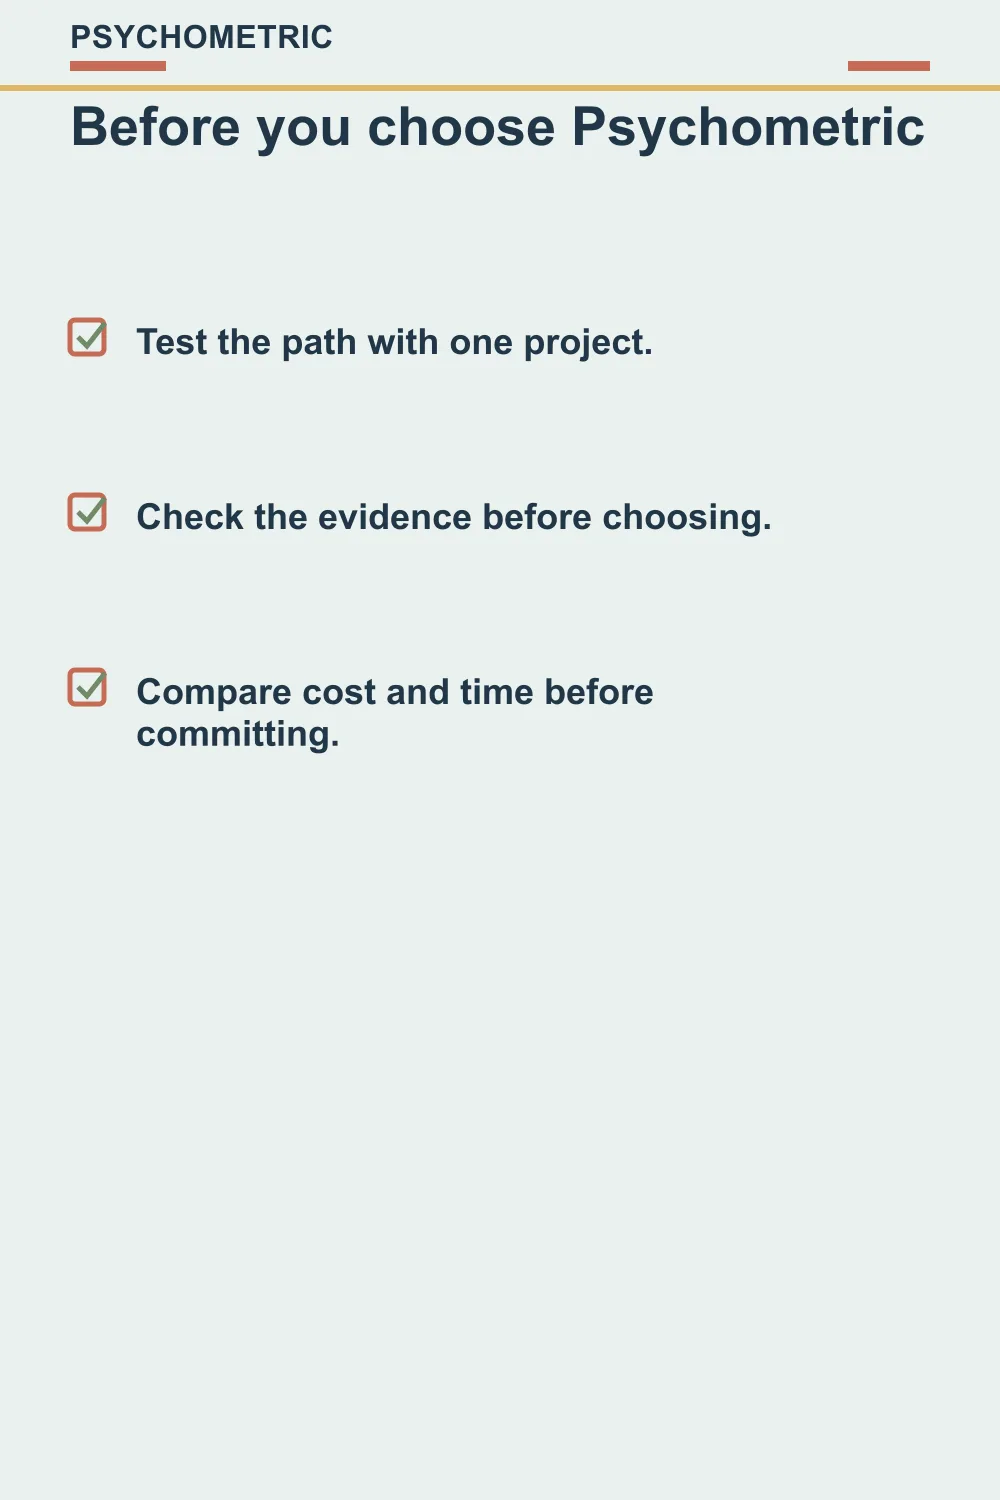 PSYCHOMETRIC
Before you choose Psychometric
Test the path with one project.
Check the evidence before choosing.
Compare cost and time before
committing.